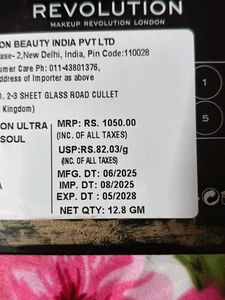 REVOLUTION
MAKEUP REVOLUTION LONDON
ON BEAUTY INDIA PVT LTD
ase- 2,New Delhi, India, Pin Code:110028
sumer Care Ph: 011-43801376,
address of Importer as above
O. 2-3 SHEET GLASS ROAD CULLET
Kingdom)
ON ULTRA
SOUL
MRP: RS. 1050.00
(INC. OF ALL TAXES)
USP:RS.82.03/g
(INC. OF ALL TAXES)
MFG. DT: 06/2025
IMP. DT: 08/2025
EXP. DT: 05/2028
NET QTY: 12.8 GM
1
5